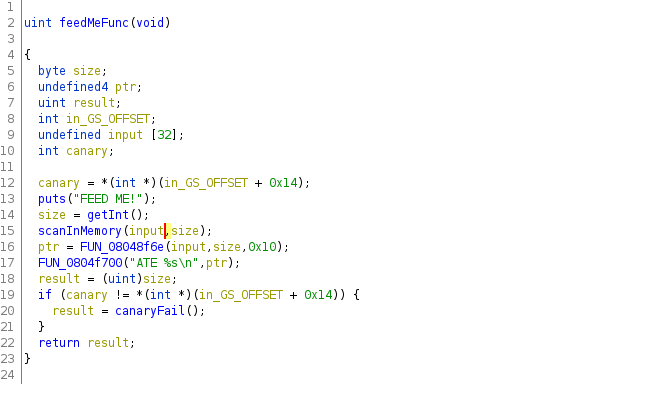 1
2 uint feedMeFunc(void)
3
4 {
5   byte size;
6   undefined4 ptr;
7   uint result;
8   int in_GS_OFFSET;
9   undefined input [32];
10   int canary;
11
12   canary = *(int *)(in_GS_OFFSET + 0x14);
13   puts("FEED ME!");
14   size = getInt();
15   scanInMemory(input,size);
16   ptr = FUN_08048f6e(input,size,0x10);
17   FUN_0804f700("ATE %s\n",ptr);
18   result = (uint)size;
19   if (canary != *(int *)(in_GS_OFFSET + 0x14)) {
20     result = canaryFail();
21   }
22   return result;
23 }
24